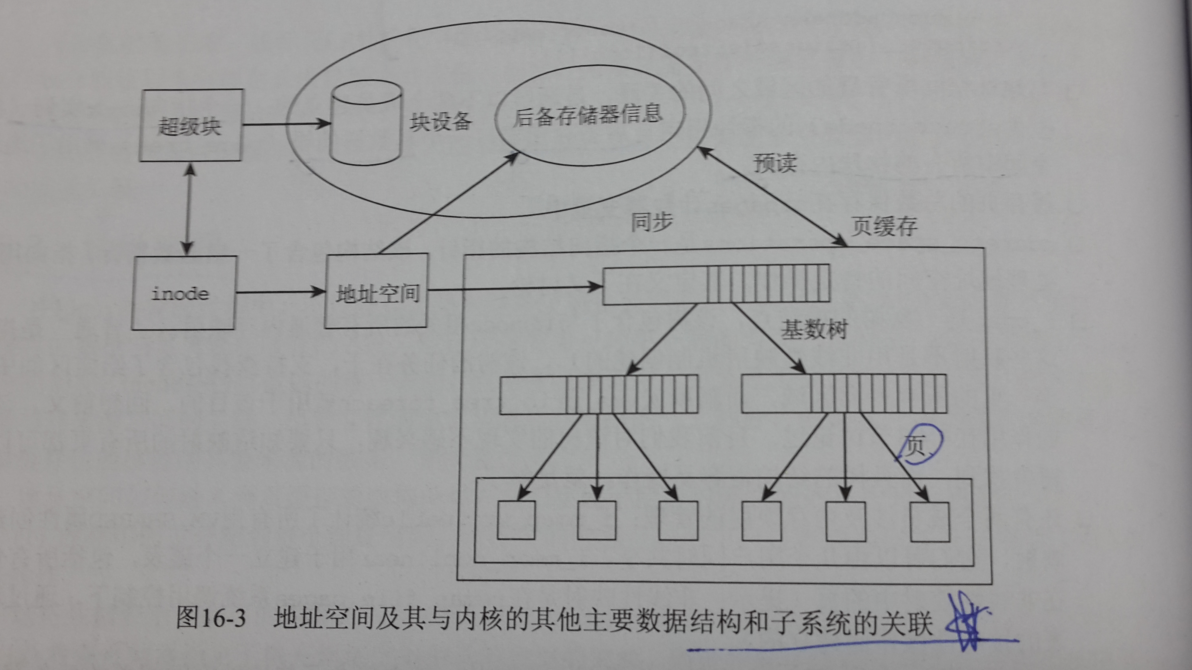 超级块
块设备
后备存储器信息
预读
同步
页缓存
inode
地址空间
基数树
页
图16-3 地址空间及其与内核的其他主要数据结构和子系统的关联